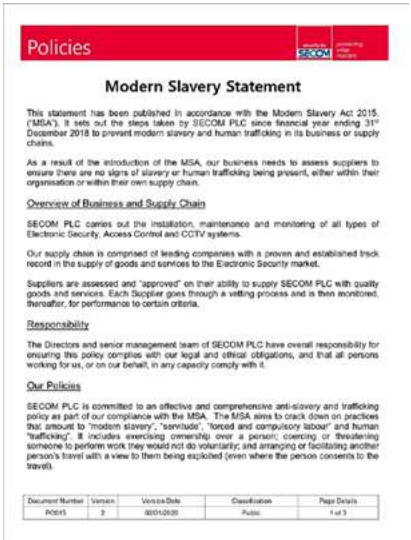 Policies
security by
SECOM
protecting
what
matters
Modern Slavery Statement
This statement has been published in accordance with the Modern Slavery Act 2015.
("MSA"). It sets out the steps taken by SECOM PLC since financial year ending 31st
December 2018 to prevent modern slavery and human trafficking in its business or supply
chains.
As a result of the introduction of the MSA, our business needs to assess suppliers to
ensure there are no signs of slavery or human trafficking being present, either within their
organisation or within their own supply chain.
Overview of Business and Supply Chain
SECOM PLC carries out the installation, maintenance and monitoring of all types of
Electronic Security, Access Control and CCTV systems.
Our supply chain is comprised of leading companies with a proven and established track
record in the supply of goods and services to the Electronic Security market.
Suppliers are assessed and "approved" on their ability to supply SECOM PLC with quality
goods and services. Each Supplier goes through a vetting process and is then monitored,
thereafter, for performance to certain criteria.
Responsibility
The Directors and senior management team of SECOM PLC have overall responsibility for
ensuring this policy complies with our legal and ethical obligations, and that all persons
working for us, or on our behalf, in any capacity comply with it.
Our Policies
SECOM PLC is committed to an effective and comprehensive anti-slavery and trafficking
policy as part of our compliance with the MSA. The MSA aims to crack down on practices
that amount to "modern slavery", "servitude", "forced and compulsory labour" and human
"trafficking". It includes exercising ownership over a person; coercing or threatening
someone to perform work they would not do voluntarily; and arranging or facilitating another
person's travel with a view to them being exploited (even where the person consents to the
travel).
Document Number Version Version Date Classification Page Details
PO015 2 02/01/2020 Public 1 of 3